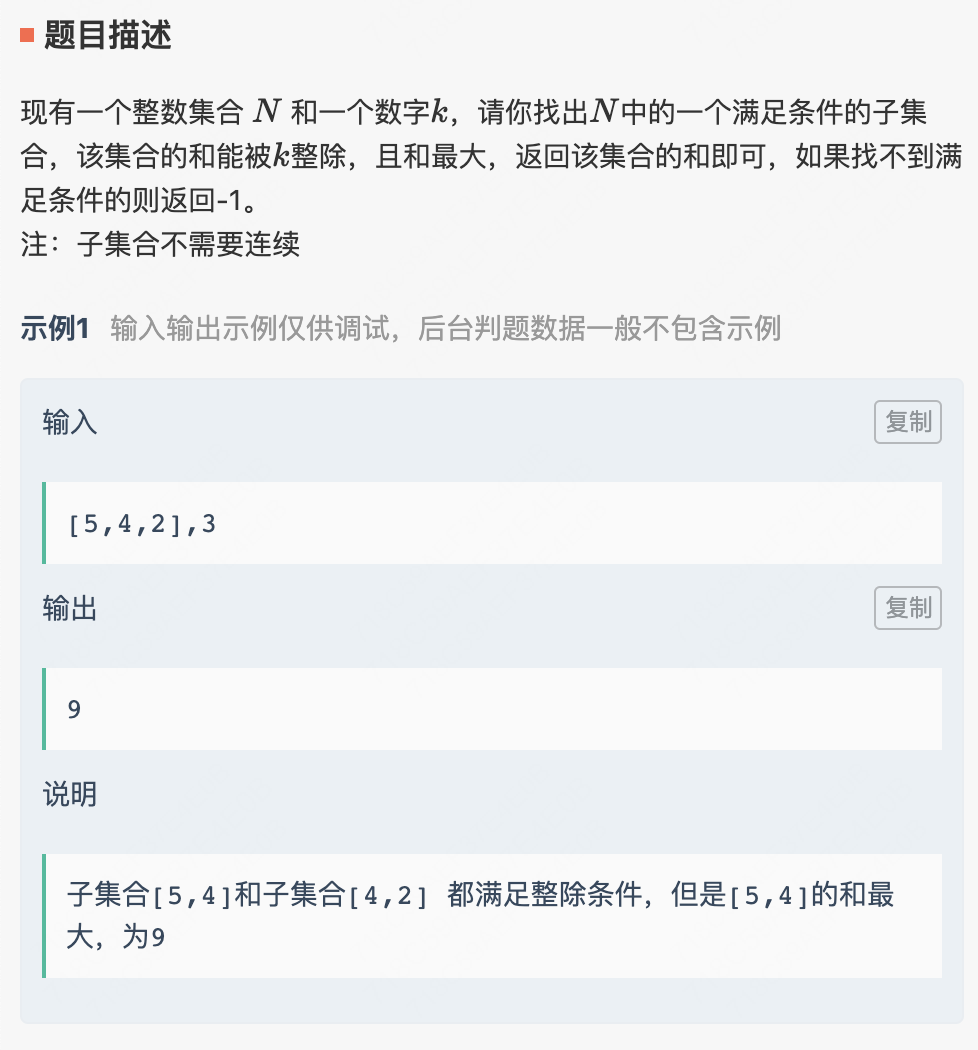 题目描述
现有一个整数集合 N 和一个数字k，请你找出N中的一个满足条件的子集
合，该集合的和能被k整除，且和最大，返回该集合的和即可，如果找不到满
足条件的则返回-1。
注：子集合不需要连续
示例1 输入输出示例仅供调试，后台判题数据一般不包含示例
输入 复制
[5,4,2],3
输出 复制
9
说明
子集合[5,4]和子集合[4,2] 都满足整除条件，但是[5,4]的和最
大，为9